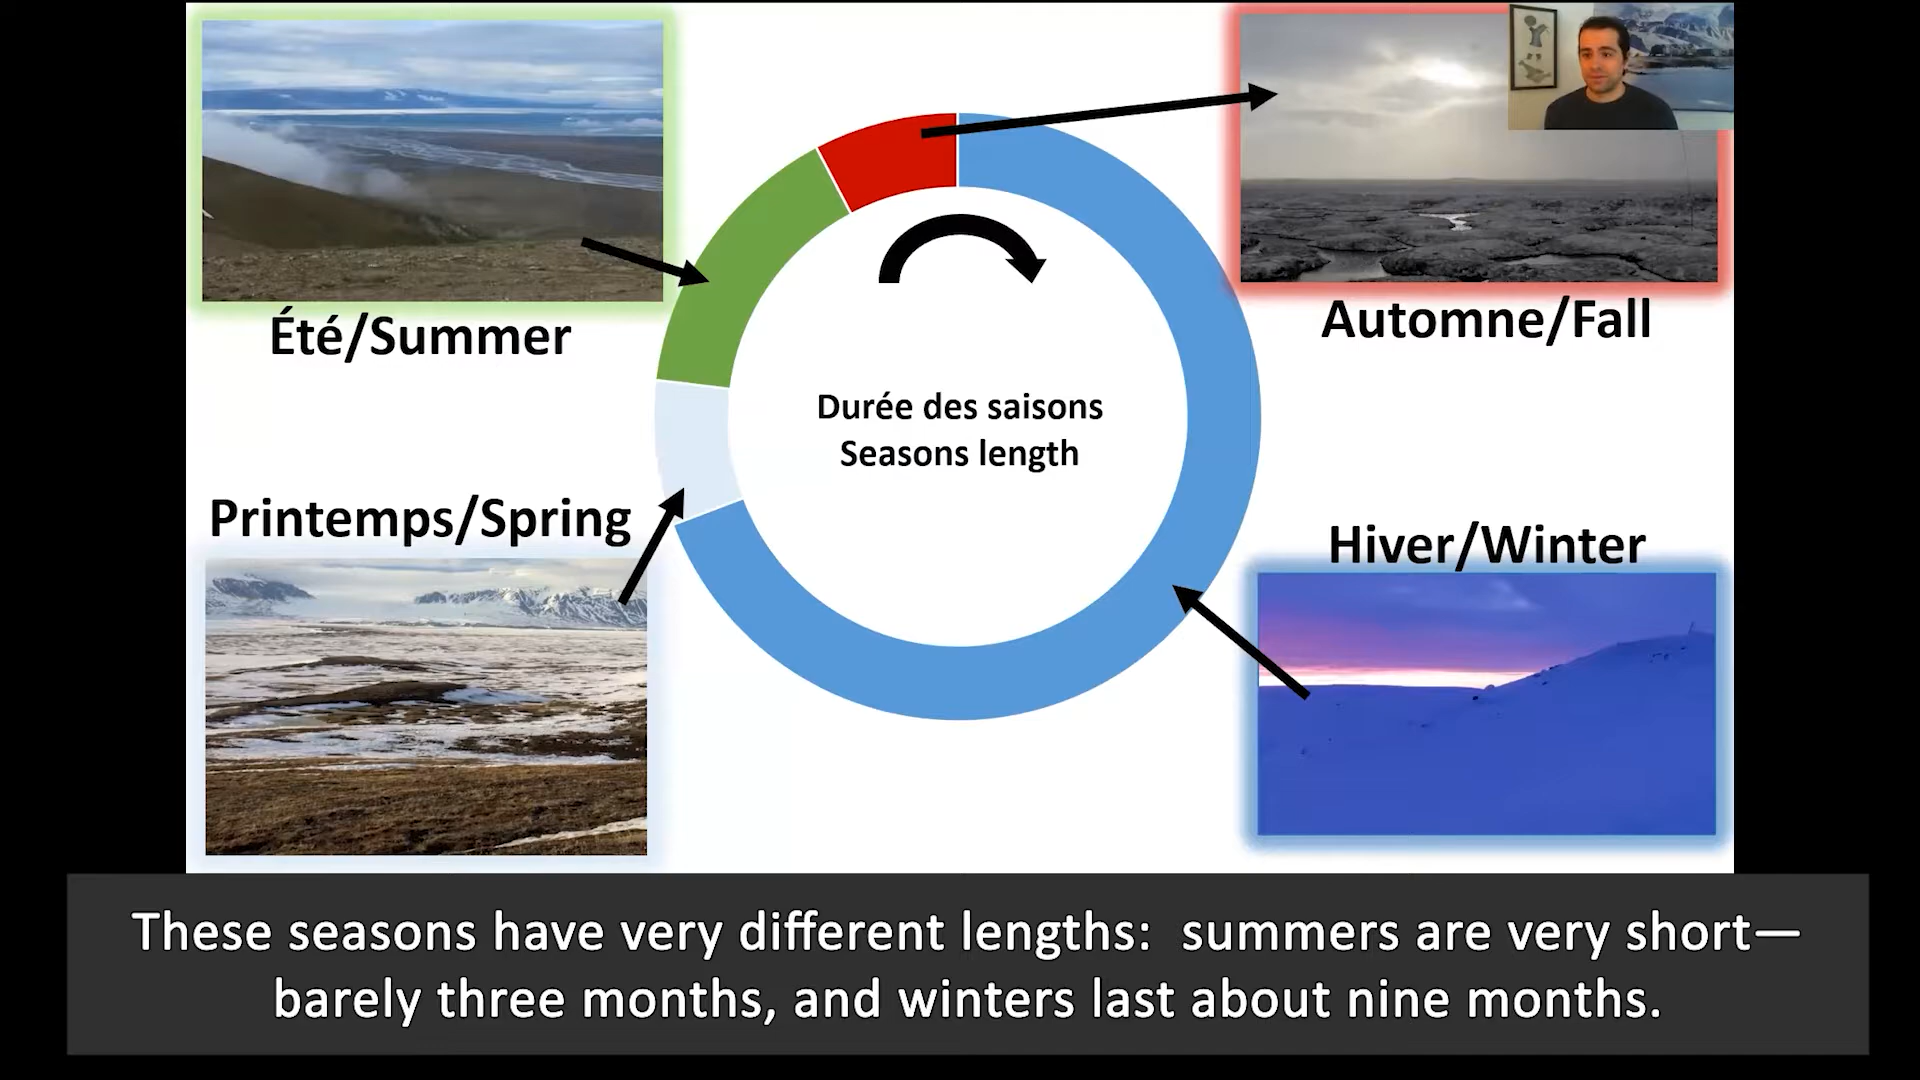 Été/Summer
Automne/Fall
Durée des saisons
Seasons length
Printemps/Spring
Hiver/Winter
These seasons have very different lengths: summers are very short—
barely three months, and winters last about nine months.